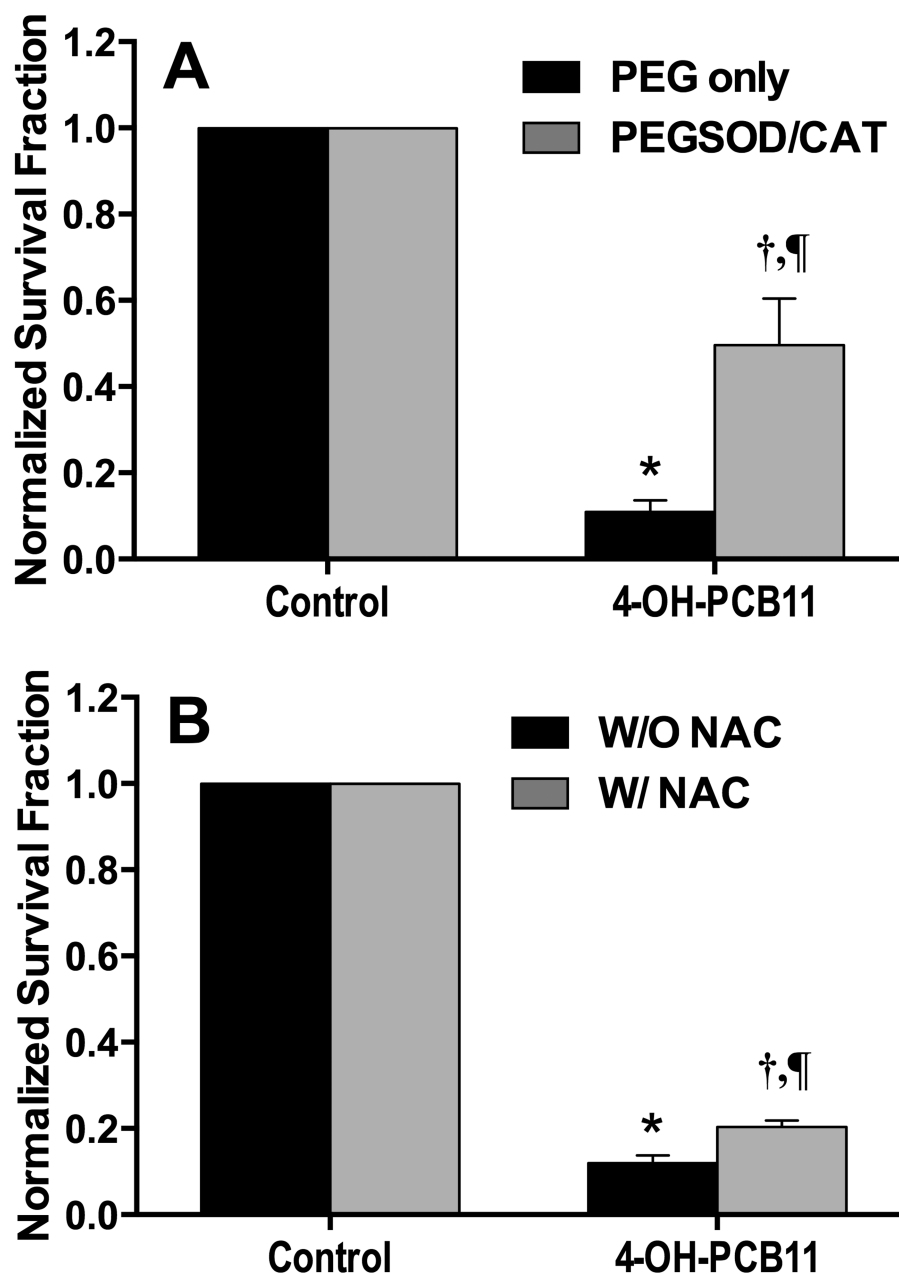 A
PEG only
PEGSOD/CAT
Normalized Survival Fraction
1.2
1.0
0.8
0.6
0.4
0.2
0.0
*
†,¶
Control 4-OH-PCB11
B
W/O NAC
W/ NAC
Normalized Survival Fraction
1.2
1.0
0.8
0.6
0.4
0.2
0.0
*
†,¶
Control 4-OH-PCB11